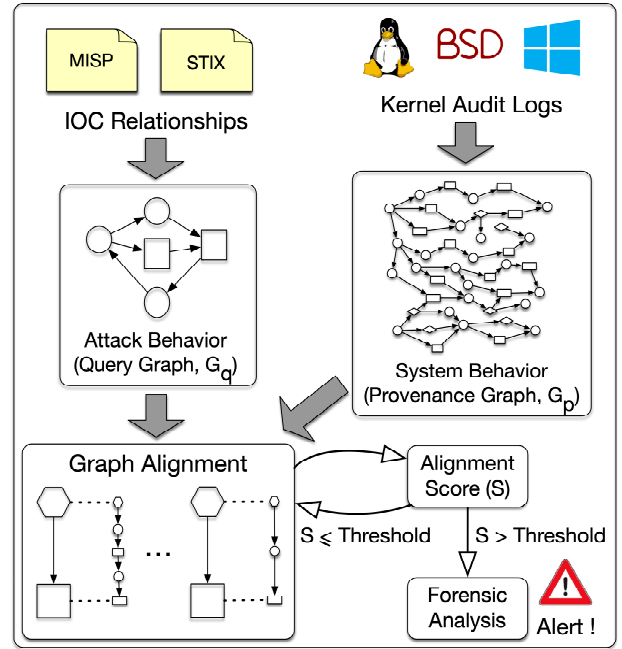 MISP
STIX
BSD
IOC Relationships
Kernel Audit Logs
Attack Behavior
(Query Graph, Gq)
System Behavior
(Provenance Graph, Gp)
Graph Alignment
...
Alignment
Score (S)
S ⩽ Threshold
S > Threshold
Forensic
Analysis
Alert !